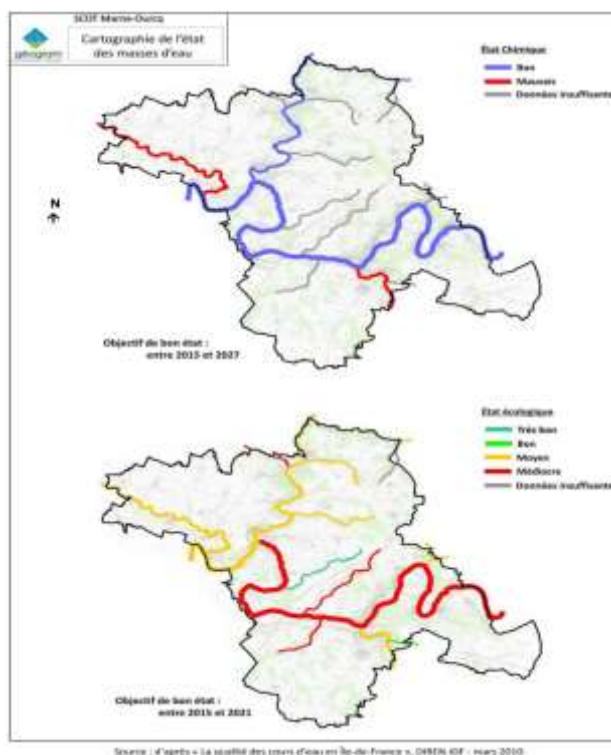 SCOT Marne-Ourcq
géogram
Cartographie de l'état
des masses d'eau
État Chimique
Bon
Mauvais
Données insuffisantes
N
Objectif de bon état :
entre 2015 et 2027
État écologique
Très bon
Bon
Moyen
Médiocre
Données insuffisantes
Objectif de bon état :
entre 2015 et 2021
Source : d'après « La qualité des cours d'eau en Île-de-France », DIREN IDF - mars 2010